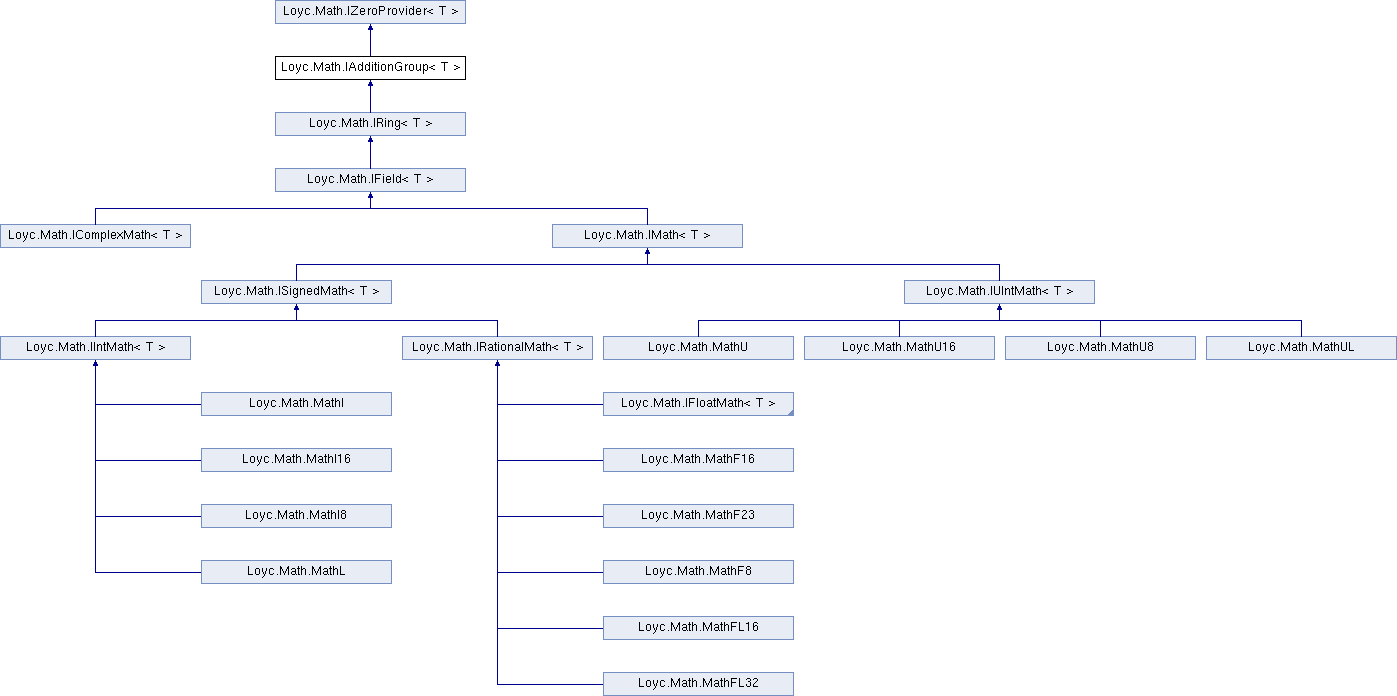 Loyc.Math.IZeroProvider< T >
Loyc.Math.IAdditionGroup< T >
Loyc.Math.IRing< T >
Loyc.Math.IField< T >
Loyc.Math.IComplexMath< T >
Loyc.Math.IMath< T >
Loyc.Math.ISignedMath< T >
Loyc.Math.IUIntMath< T >
Loyc.Math.IIntMath< T >
Loyc.Math.IRationalMath< T >
Loyc.Math.MathU
Loyc.Math.MathU16
Loyc.Math.MathU8
Loyc.Math.MathUL
Loyc.Math.MathI
Loyc.Math.IFloatMath< T >
Loyc.Math.MathI16
Loyc.Math.MathF16
Loyc.Math.MathI8
Loyc.Math.MathF23
Loyc.Math.MathL
Loyc.Math.MathF8
Loyc.Math.MathFL16
Loyc.Math.MathFL32